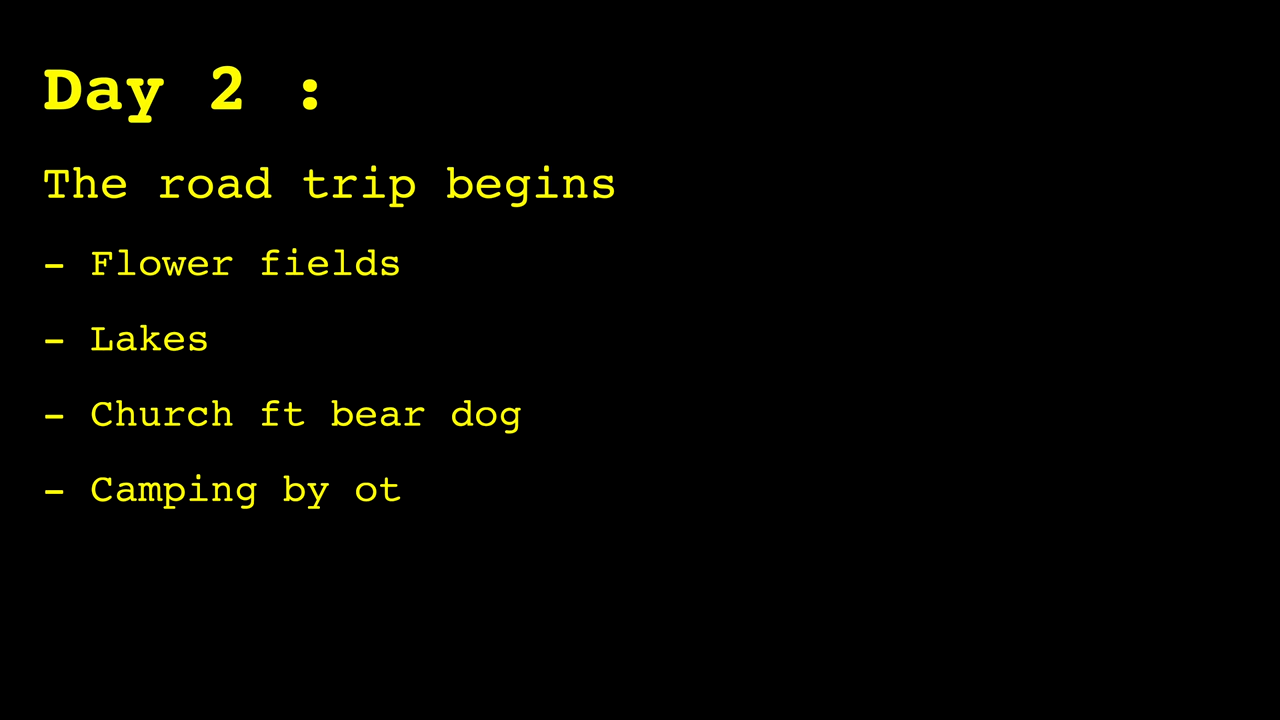 Day 2 :
The road trip begins
- Flower fields
- Lakes
- Church ft bear dog
- Camping by ot